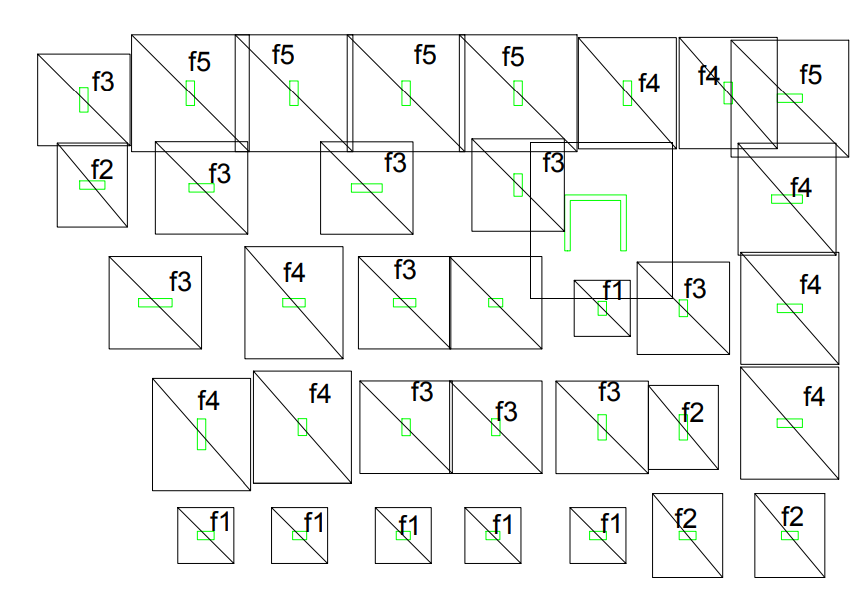 f3 f5 f5 f5 f5 f4 f4 f5
f2 f3 f3 f3 f4
f3 f4 f3 f1 f3 f4
f4 f4 f3 f3 f3 f2 f4
f1 f1 f1 f1 f1 f2 f2